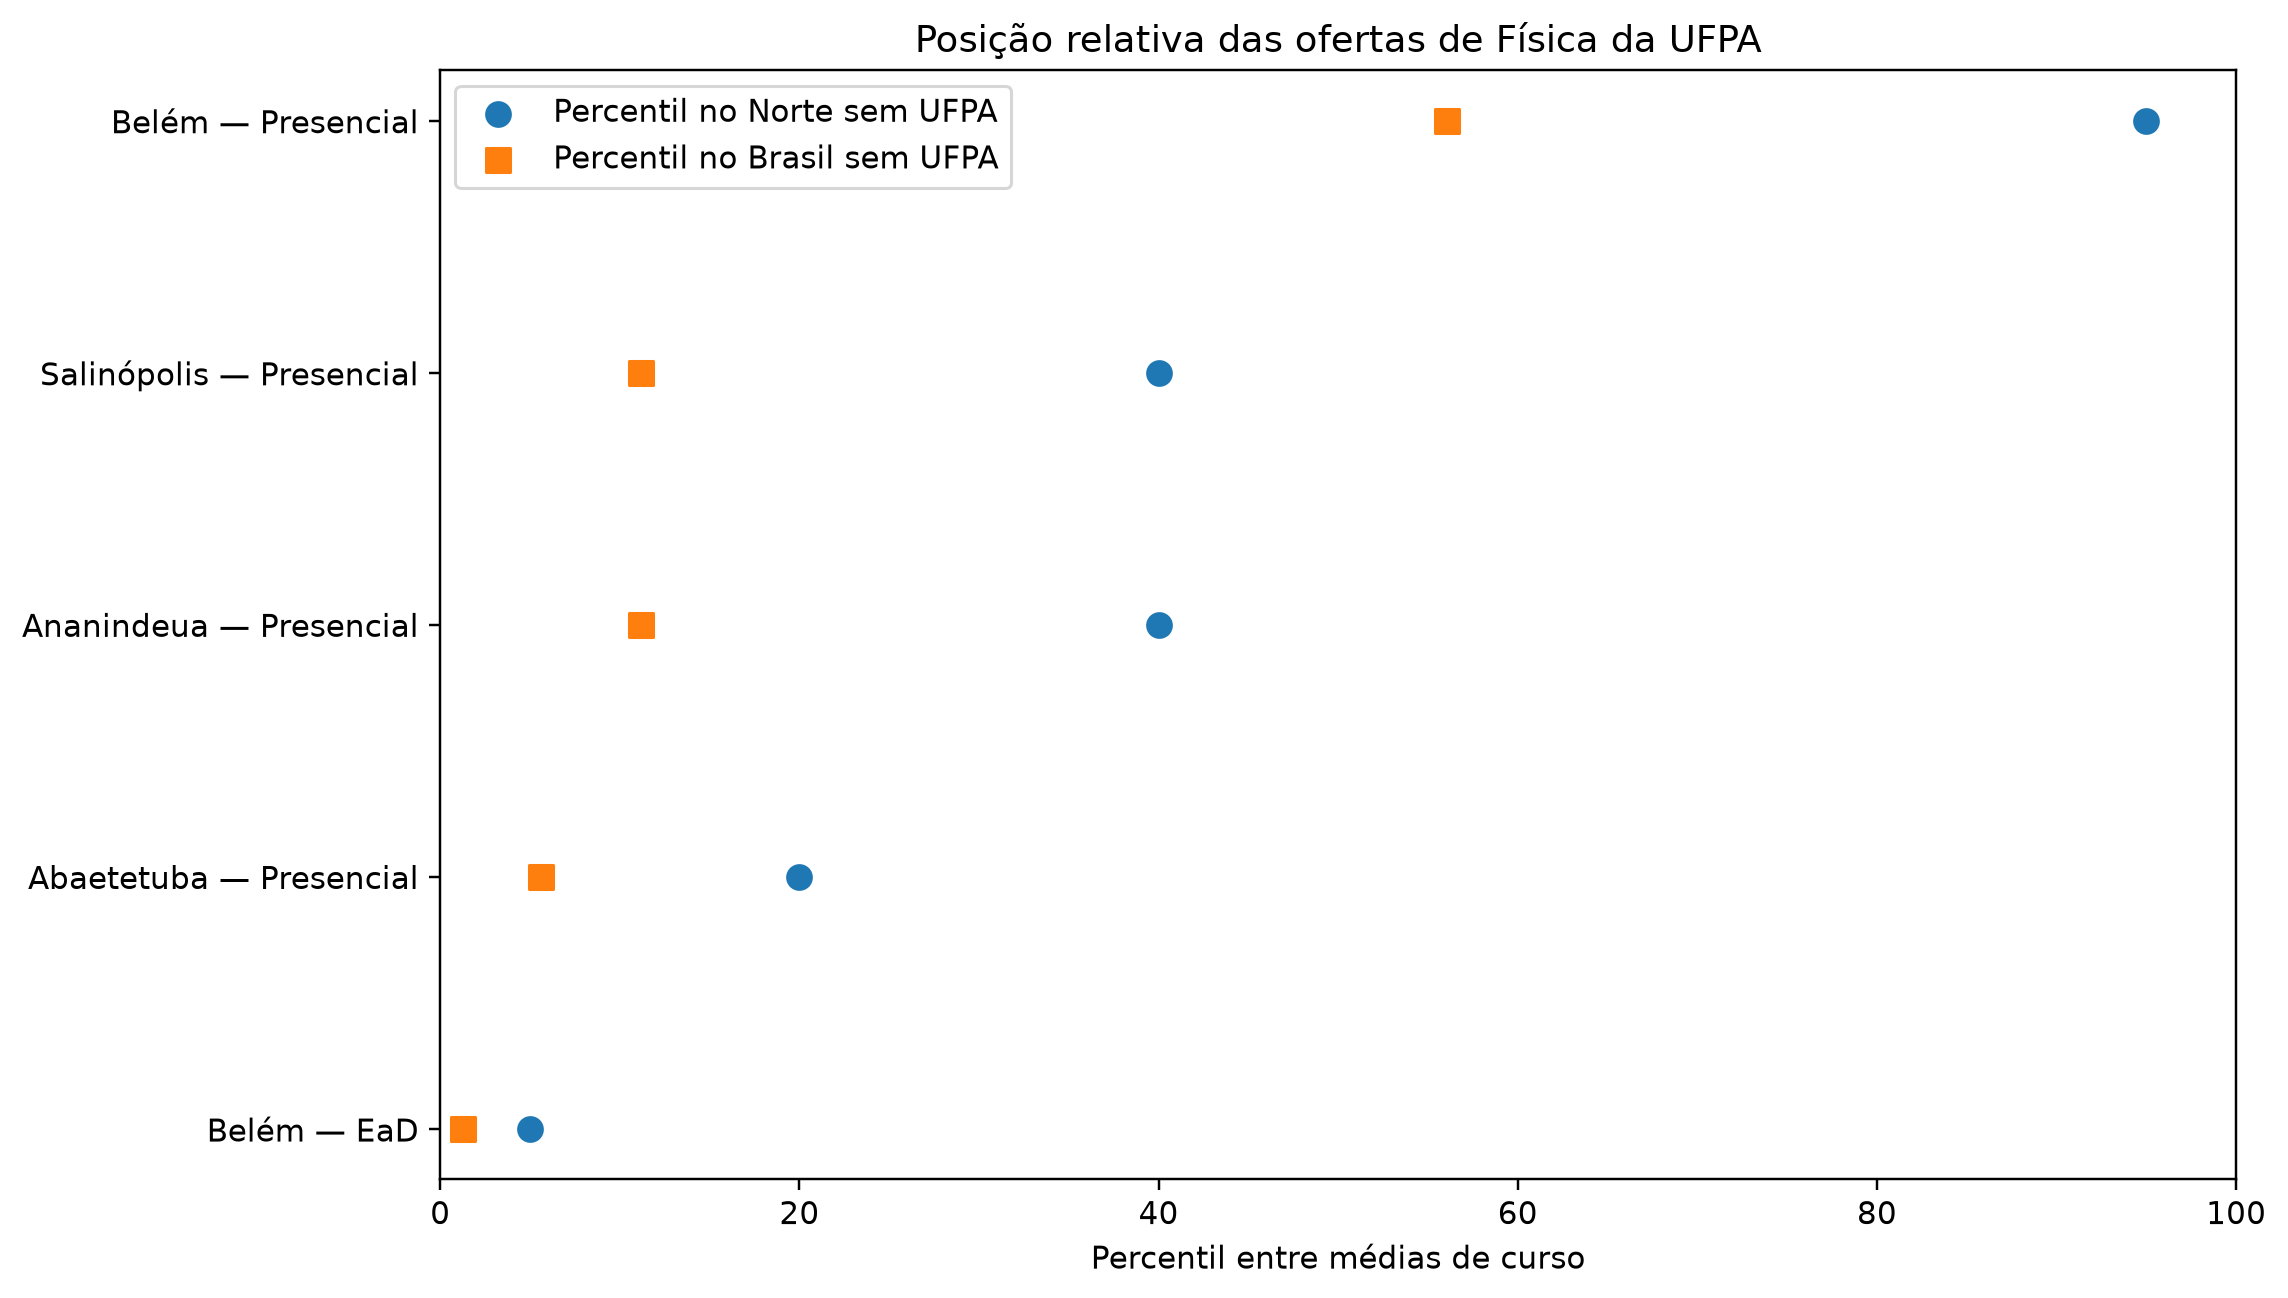 Posição relativa das ofertas de Física da UFPA
Percentil no Norte sem UFPA
Percentil no Brasil sem UFPA
Belém — Presencial
Salinópolis — Presencial
Ananindeua — Presencial
Abaetetuba — Presencial
Belém — EaD
0 20 40 60 80 100
Percentil entre médias de curso